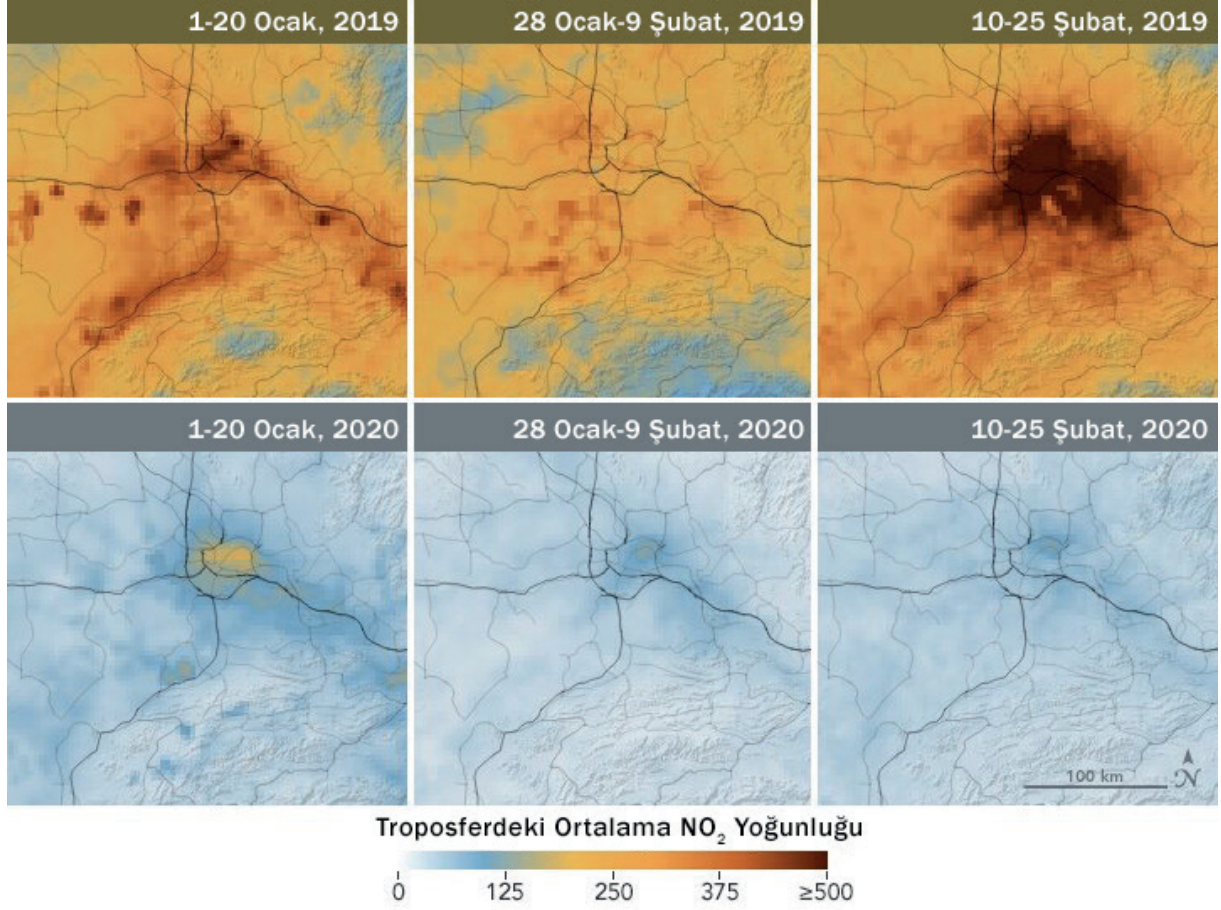 1-20 Ocak, 2019
28 Ocak-9 Şubat, 2019
10-25 Şubat, 2019
1-20 Ocak, 2020
28 Ocak-9 Şubat, 2020
10-25 Şubat, 2020
100 km
N
Troposferdeki Ortalama NO₂ Yoğunluğu
0 125 250 375 ≥500